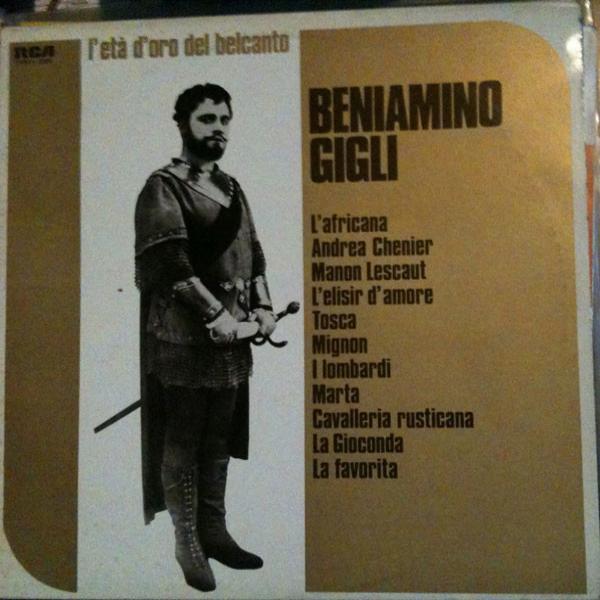 RCA
l'età d'oro del belcanto
BENIAMINO
GIGLI
L'africana
Andrea Chenier
Manon Lescaut
L'elisir d'amore
Tosca
Mignon
I lombardi
Marta
Cavalleria rusticana
La Gioconda
La favorita